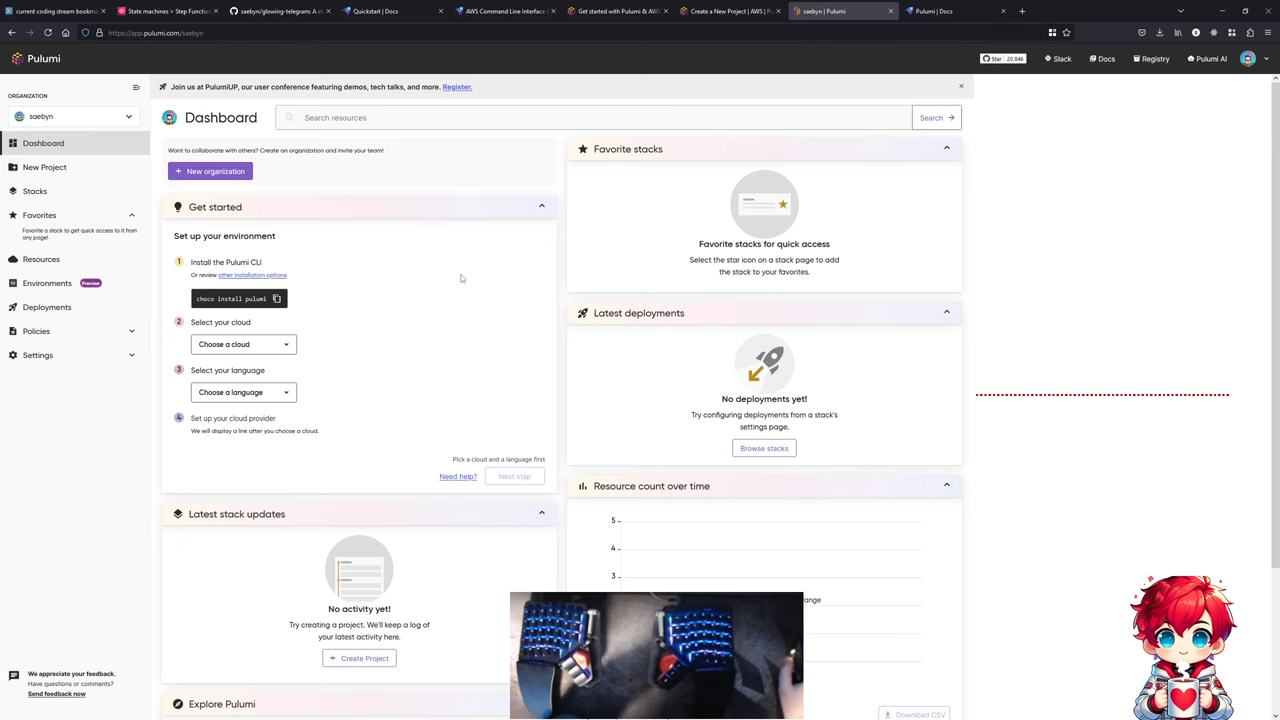 current coding stream bookm
State machines | Step Functio
saebyn/glowing-telegram: A st
Quickstart | Docs
AWS Command Line Interface
Get started with Pulumi & AWS
Create a New Project | AWS | Pu
saebyn | Pulumi
Pulumi | Docs
https://app.pulumi.com/saebyn
Pulumi
Star 20,846
Slack
Docs
Registry
Pulumi AI
Join us at PulumiUP, our user conference featuring demos, tech talks, and more. Register.
ORGANIZATION
saebyn
Dashboard
New Project
Stacks
Favorites
Favorite a stack to get quick access to it from
any page!
Resources
Environments Preview
Deployments
Policies
Settings
We appreciate your feedback.
Have questions or comments?
Send feedback now
Dashboard
Search resources
Search
Want to collaborate with others? Create an organization and invite your team!
+ New organization
Get started
Set up your environment
1 Install the Pulumi CLI
Or review other installation options
choco install pulumi
2 Select your cloud
Choose a cloud
3 Select your language
Choose a language
4 Set up your cloud provider
We will display a link after you choose a cloud.
Pick a cloud and a language first
Need help?
Next step
Latest stack updates
No activity yet!
Try creating a project. We'll keep a log of
your latest activity here.
+ Create Project
Explore Pulumi
Favorite stacks
Favorite stacks for quick access
Select the star icon on a stack page to add
the stack to your favorites.
Latest deployments
No deployments yet!
Try configuring deployments from a stack's
settings page.
Browse stacks
Resource count over time
5
4
3
ange
Download CSV